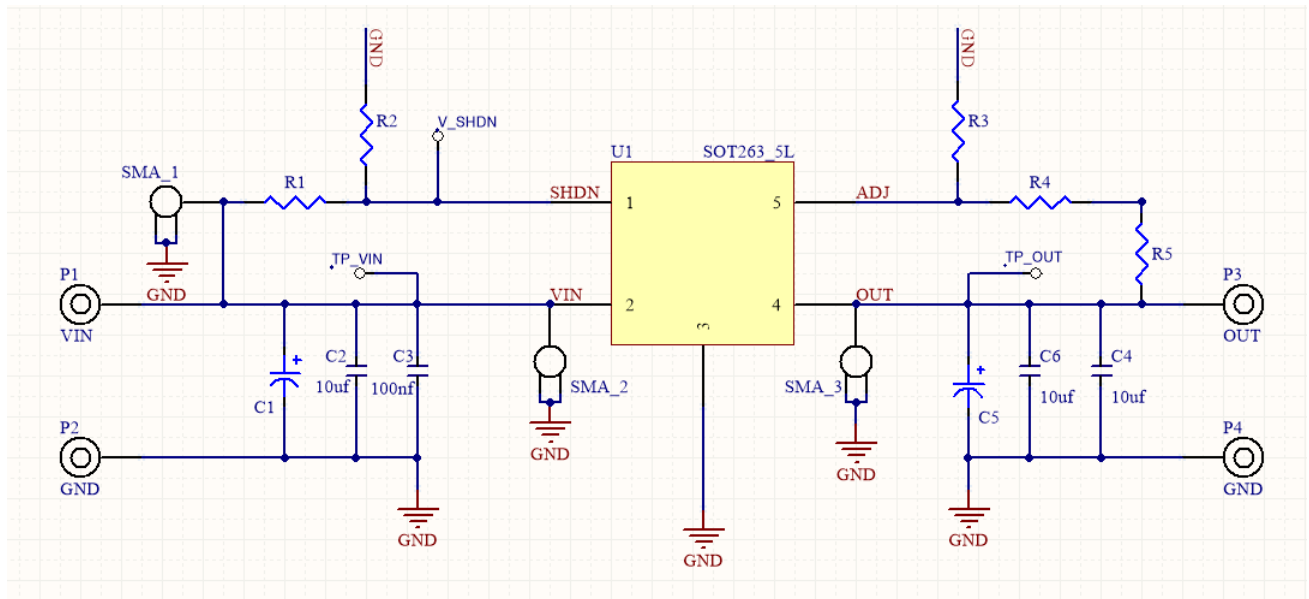 GND
GND
R2
V_SHDN
R3
U1
SOT263_5L
SMA_1
R1
SHDN
1
5
ADJ
R4
TP_VIN
TP_OUT
R5
P1
GND
VIN
2
4
OUT
P3
VIN
3
OUT
C2
C3
C6
C4
10uf
100nf
SMA_2
SMA_3
10uf
10uf
C1
C5
P2
P4
GND
GND
GND
GND
GND
GND
GND